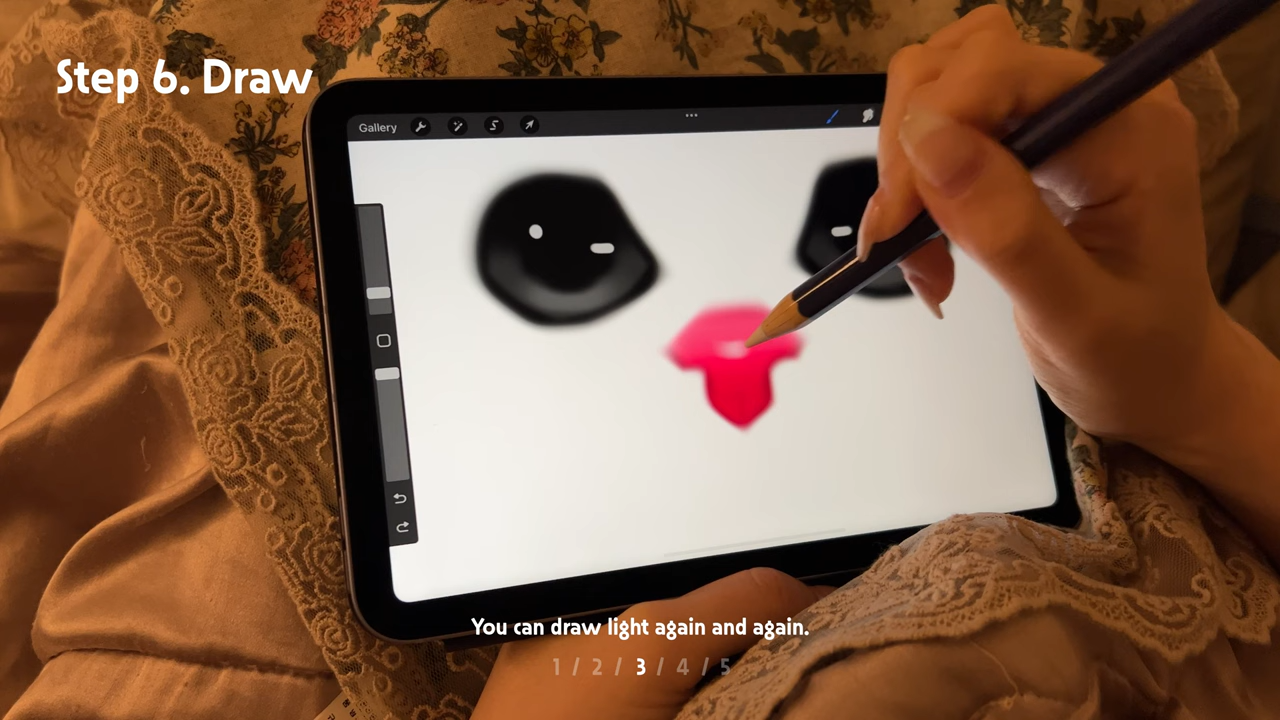 Step 6. Draw
Gallery
You can draw light again and again.
1 / 2 / 3 / 4 / 5